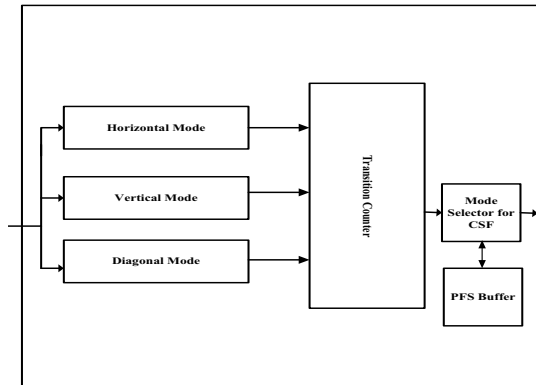 Horizontal Mode
Vertical Mode
Diagonal Mode
Transition Counter
Mode
Selector for
CSF
PFS Buffer